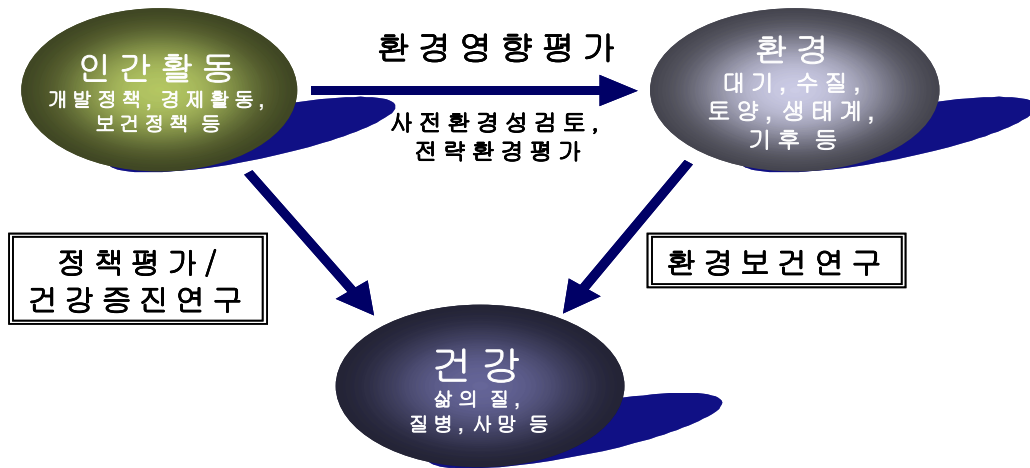 인간활동
개발정책, 경제활동,
보건정책 등
환경영향평가
사전환경성검토,
전략환경평가
환경
대기, 수질,
토양, 생태계,
기후 등
정책평가/
건강증진연구
환경보건연구
건강
삶의 질,
질병, 사망 등